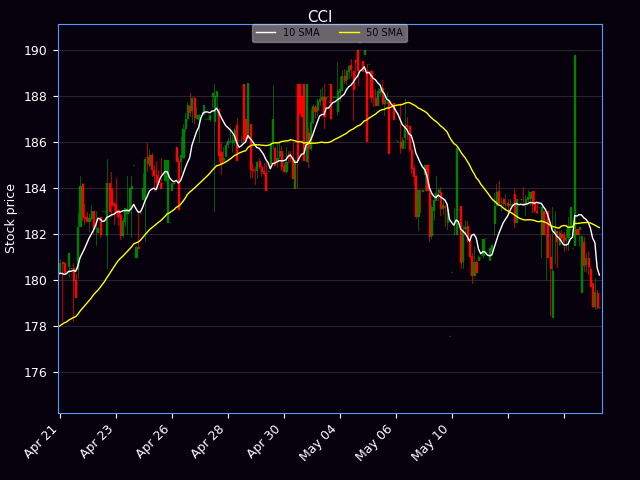 CCI
10 SMA
50 SMA
190
188
186
184
182
180
178
176
Stock price
Apr 21
Apr 23
Apr 26
Apr 28
Apr 30
May 04
May 06
May 10